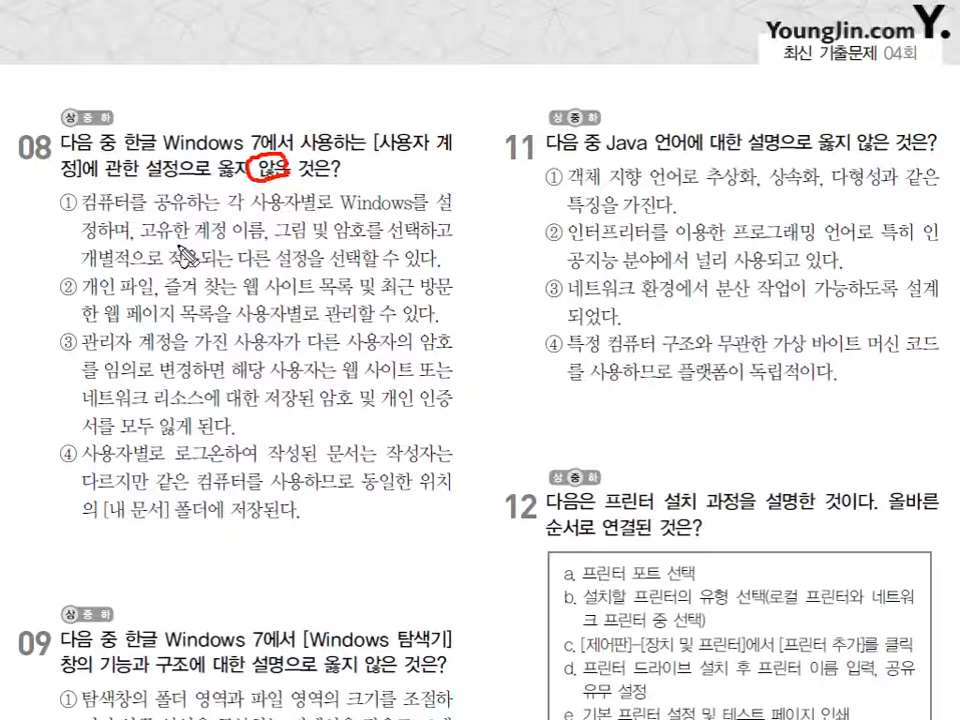 YoungJin.com Y.
최신 기출문제 04회
상 중 하
08 다음 중 한글 Windows 7에서 사용하는 [사용자 계
정]에 관한 설정으로 옳지 않은 것은?
① 컴퓨터를 공유하는 각 사용자별로 Windows를 설
정하며, 고유한 계정 이름, 그림 및 암호를 선택하고
개별적으로 되는 다른 설정을 선택할 수 있다.
② 개인 파일, 즐겨 찾는 웹 사이트 목록 및 최근 방문
한 웹 페이지 목록을 사용자별로 관리할 수 있다.
③ 관리자 계정을 가진 사용자가 다른 사용자의 암호
를 임의로 변경하면 해당 사용자는 웹 사이트 또는
네트워크 리소스에 대한 저장된 암호 및 개인 인증
서를 모두 잃게 된다.
④ 사용자별로 로그온하여 작성된 문서는 작성자는
다르지만 같은 컴퓨터를 사용하므로 동일한 위치
의 [내 문서] 폴더에 저장된다.
상 중 하
09 다음 중 한글 Windows 7에서 [Windows 탐색기]
창의 기능과 구조에 대한 설명으로 옳지 않은 것은?
① 탐색창의 폴더 영역과 파일 영역의 크기를 조절하
상 중 하
11 다음 중 Java 언어에 대한 설명으로 옳지 않은 것은?
① 객체 지향 언어로 추상화, 상속화, 다형성과 같은
특징을 가진다.
② 인터프리터를 이용한 프로그래밍 언어로 특히 인
공지능 분야에서 널리 사용되고 있다.
③ 네트워크 환경에서 분산 작업이 가능하도록 설계
되었다.
④ 특정 컴퓨터 구조와 무관한 가상 바이트 머신 코드
를 사용하므로 플랫폼이 독립적이다.
상 중 하
12 다음은 프린터 설치 과정을 설명한 것이다. 올바른
순서로 연결된 것은?
a. 프린터 포트 선택
b. 설치할 프린터의 유형 선택(로컬 프린터와 네트워
크 프린터 중 선택)
c. [제어판]-[장치 및 프린터]에서 [프린터 추가]를 클릭
d. 프린터 드라이브 설치 후 프린터 이름 입력, 공유
유무 설정
e. 기본 프린터 설정 및 테스트 페이지 인쇄